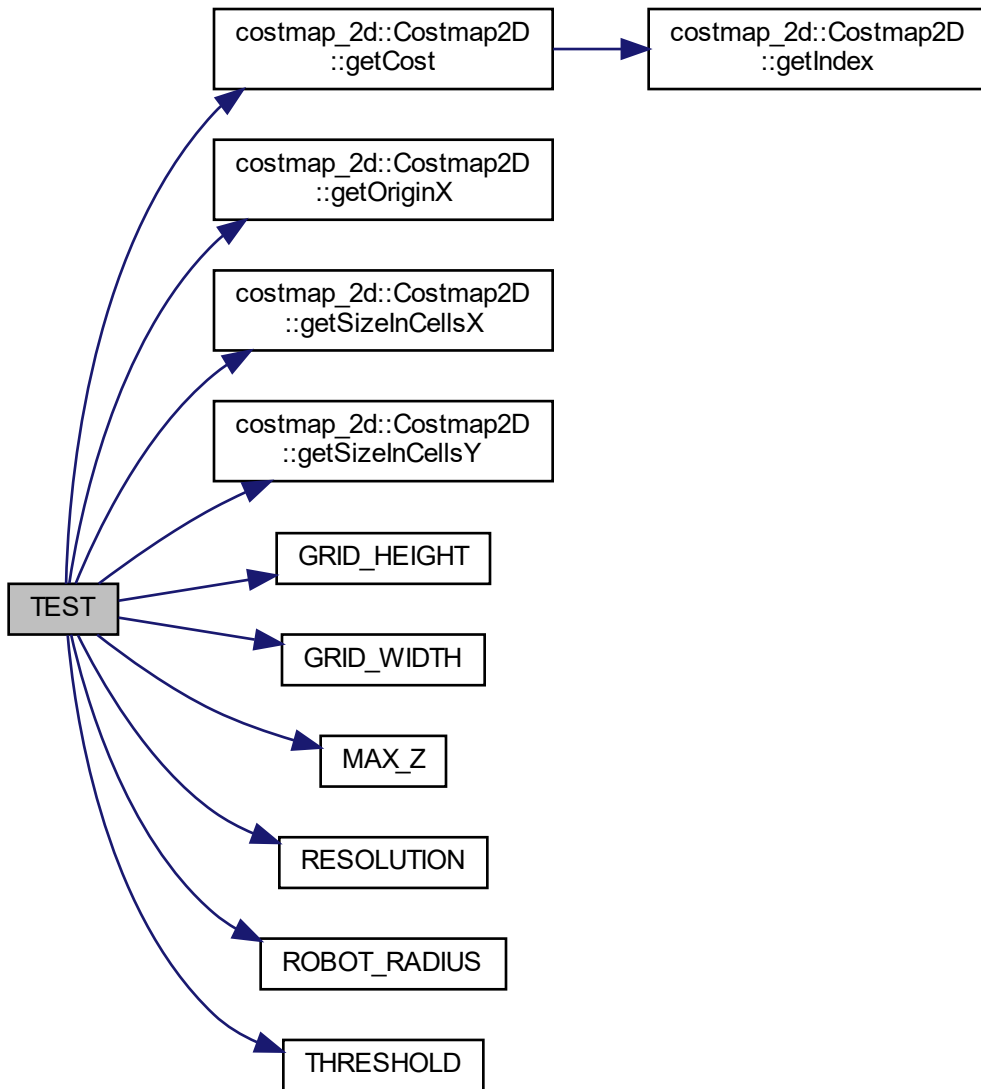 costmap_2d::Costmap2D
::getCost
costmap_2d::Costmap2D
::getIndex
costmap_2d::Costmap2D
::getOriginX
costmap_2d::Costmap2D
::getSizeInCellsX
costmap_2d::Costmap2D
::getSizeInCellsY
GRID_HEIGHT
TEST
GRID_WIDTH
MAX_Z
RESOLUTION
ROBOT_RADIUS
THRESHOLD